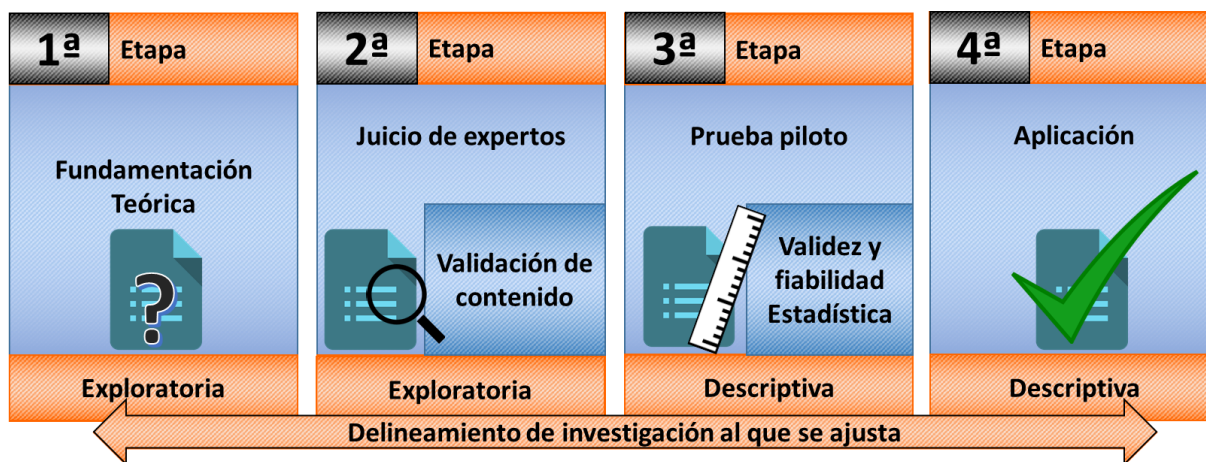 1ª Etapa
Fundamentación
Teórica
?
Exploratoria
2ª Etapa
Juicio de expertos
Validación de
contenido
Exploratoria
3ª Etapa
Prueba piloto
Validez y
fiabilidad
Estadística
Descriptiva
4ª Etapa
Aplicación
Descriptiva
Delineamiento de investigación al que se ajusta